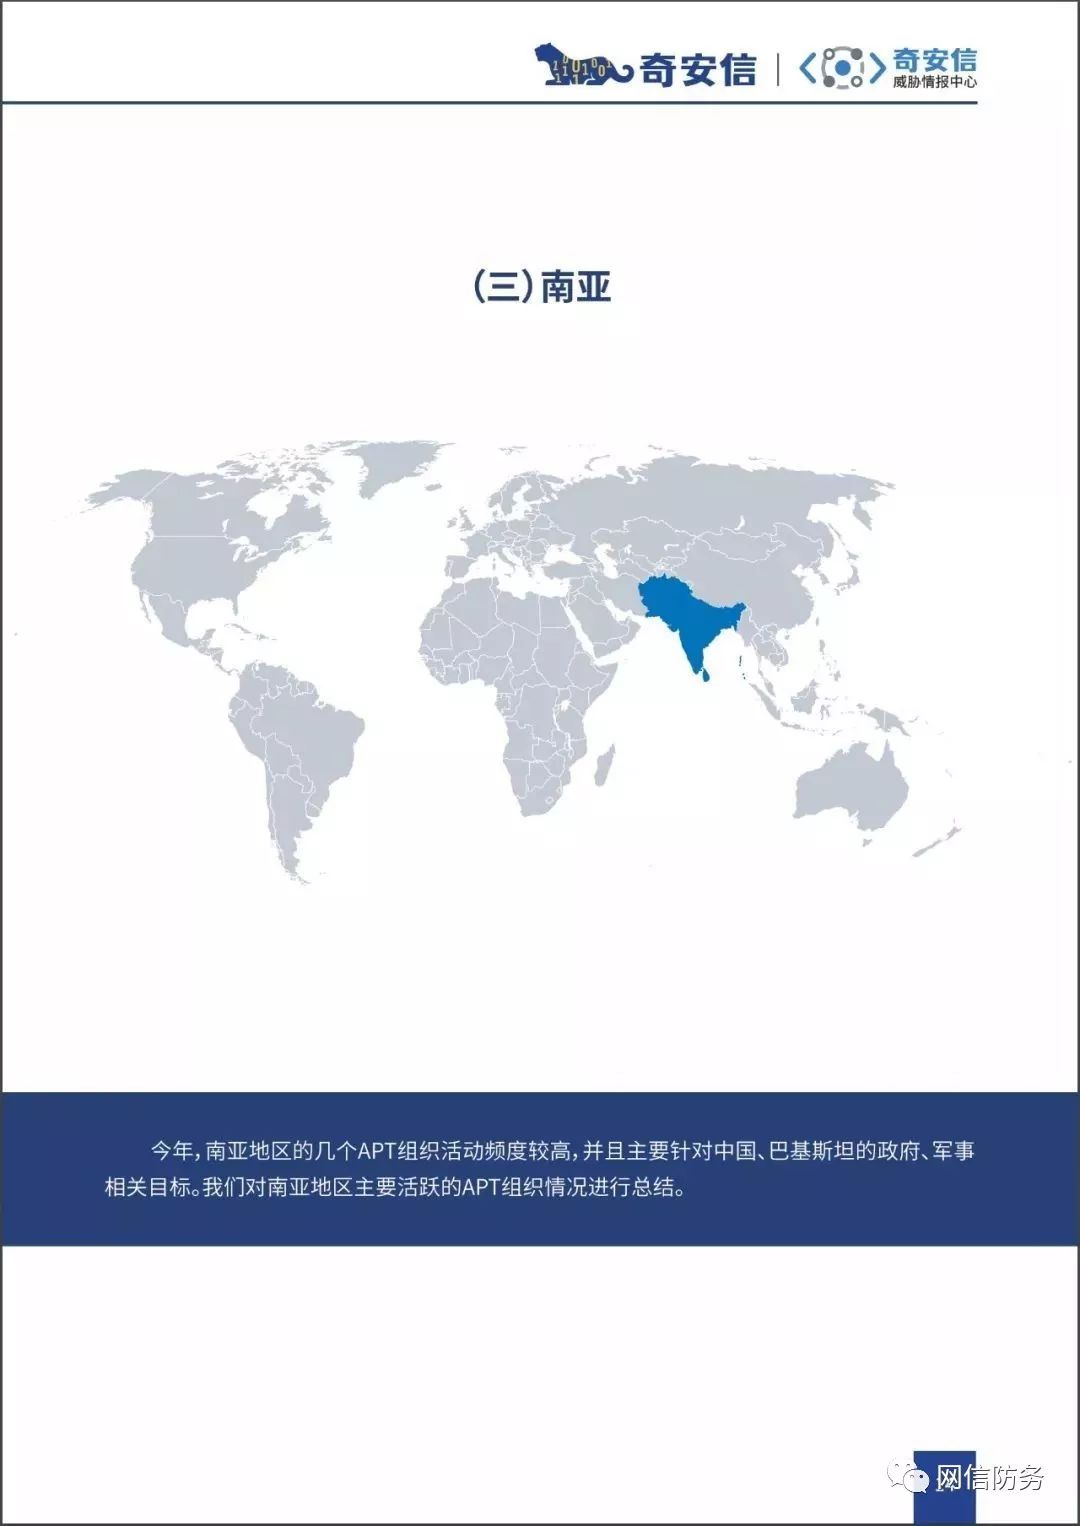 奇安信
奇安信
威胁情报中心
（三）南亚
今年，南亚地区的几个APT组织活动频度较高，并且主要针对中国、巴基斯坦的政府、军事
相关目标。我们对南亚地区主要活跃的APT组织情况进行总结。
网信防务